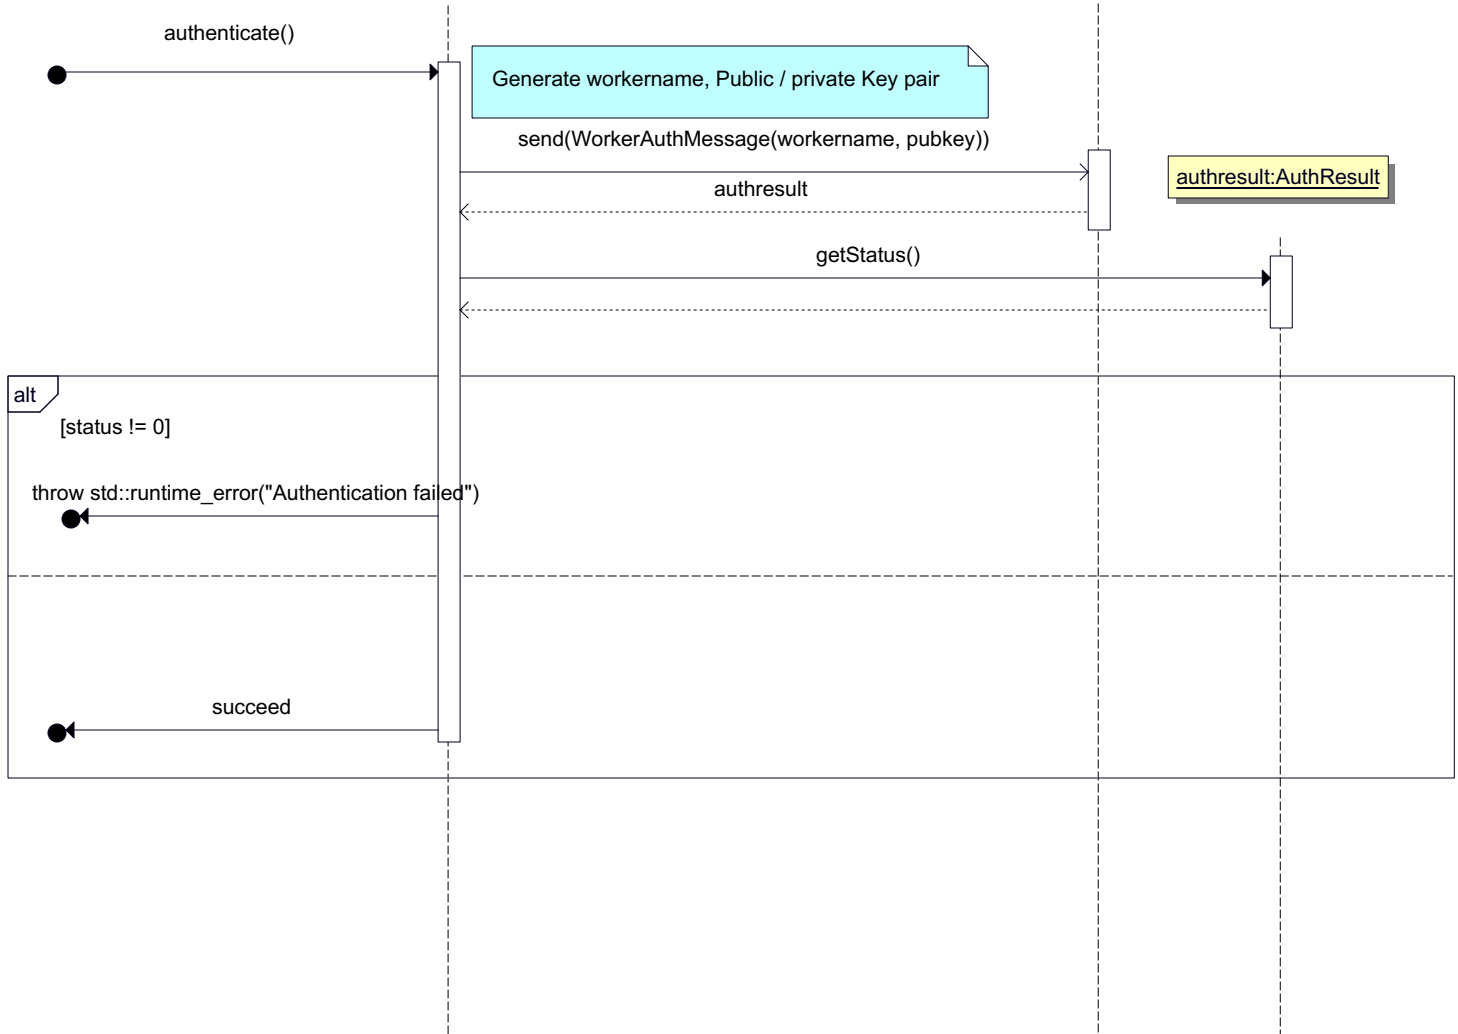 authenticate()
Generate workername, Public / private Key pair
send(WorkerAuthMessage(workername, pubkey))
authresult:AuthResult
authresult
getStatus()
alt
[status != 0]
throw std::runtime_error("Authentication failed")
succeed